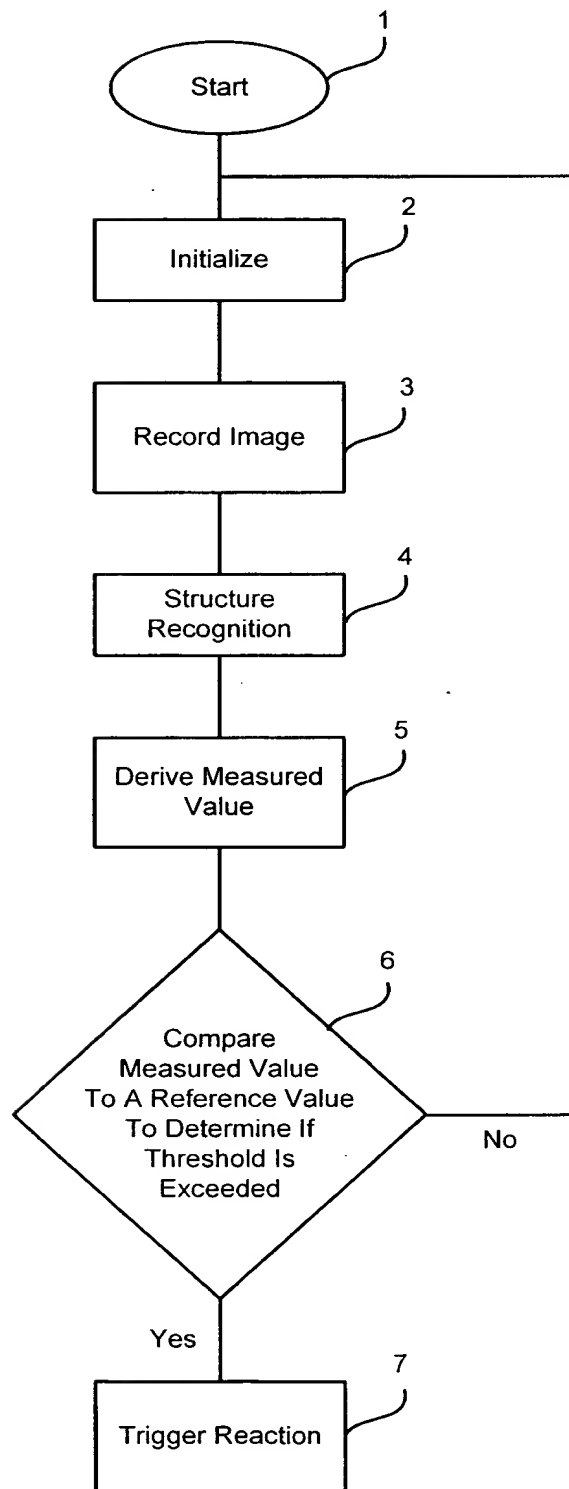 1
Start
2
Initialize
3
Record Image
4
Structure
Recognition
5
Derive Measured
Value
6
Compare
Measured Value
To A Reference Value
To Determine If
Threshold Is
Exceeded
No
Yes
7
Trigger Reaction